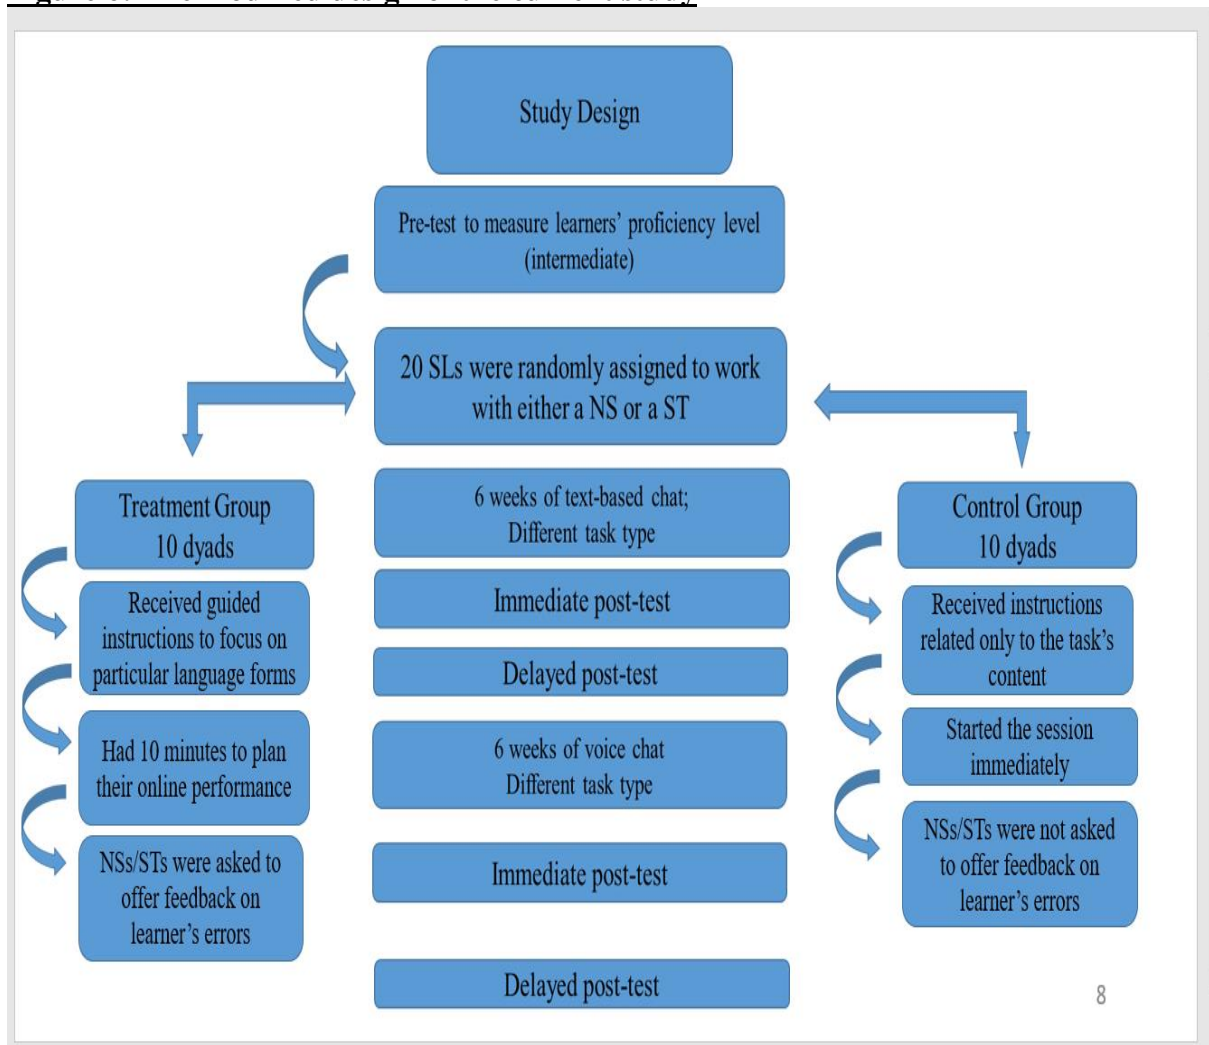 Study Design
Pre-test to measure learners’ proficiency level
(intermediate)
20 SLs were randomly assigned to work
with either a NS or a ST
Treatment Group
10 dyads
Received guided
instructions to focus on
particular language forms
Had 10 minutes to plan
their online performance
NSs/STs were asked to
offer feedback on
learner’s errors
6 weeks of text-based chat;
Different task type
Immediate post-test
Delayed post-test
6 weeks of voice chat
Different task type
Immediate post-test
Delayed post-test
Control Group
10 dyads
Received instructions
related only to the task’s
content
Started the session
immediately
NSs/STs were not asked
to offer feedback on
learner’s errors
8